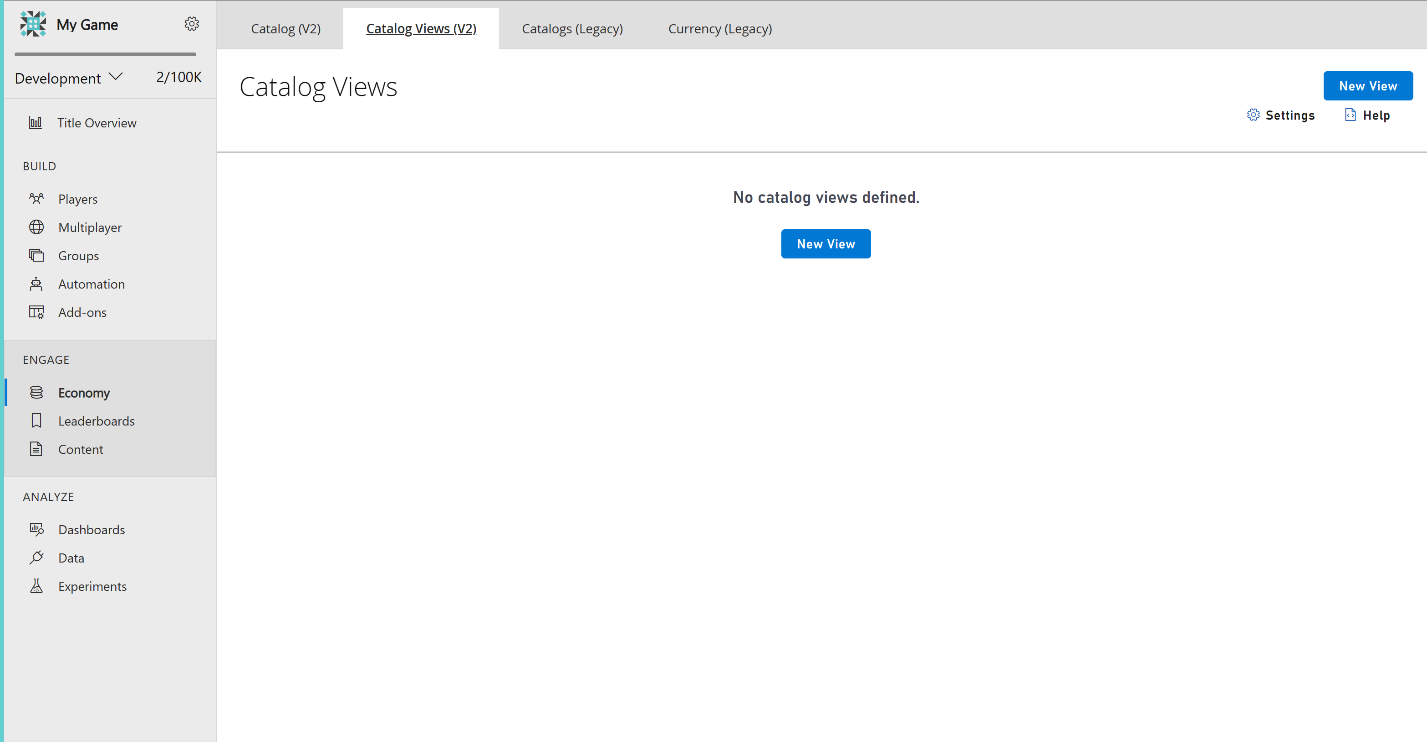 My Game
Development 2/100K
Title Overview
BUILD
Players
Multiplayer
Groups
Automation
Add-ons
ENGAGE
Economy
Leaderboards
Content
ANALYZE
Dashboards
Data
Experiments
Catalog (V2) Catalog Views (V2) Catalogs (Legacy) Currency (Legacy)
Catalog Views
New View
Settings Help
No catalog views defined.
New View